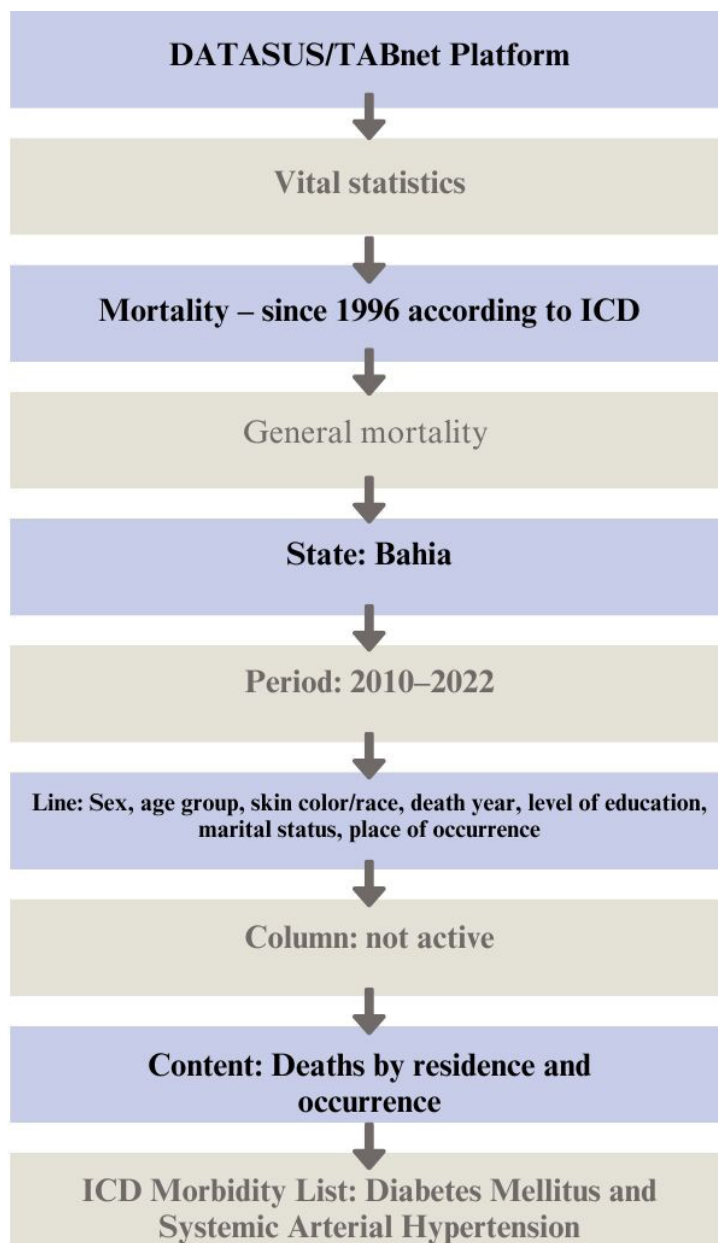 DATASUS/TABnet Platform
Vital statistics
Mortality – since 1996 according to ICD
General mortality
State: Bahia
Period: 2010–2022
Line: Sex, age group, skin color/race, death year, level of education,
marital status, place of occurrence
Column: not active
Content: Deaths by residence and
occurrence
ICD Morbidity List: Diabetes Mellitus and
Systemic Arterial Hypertension